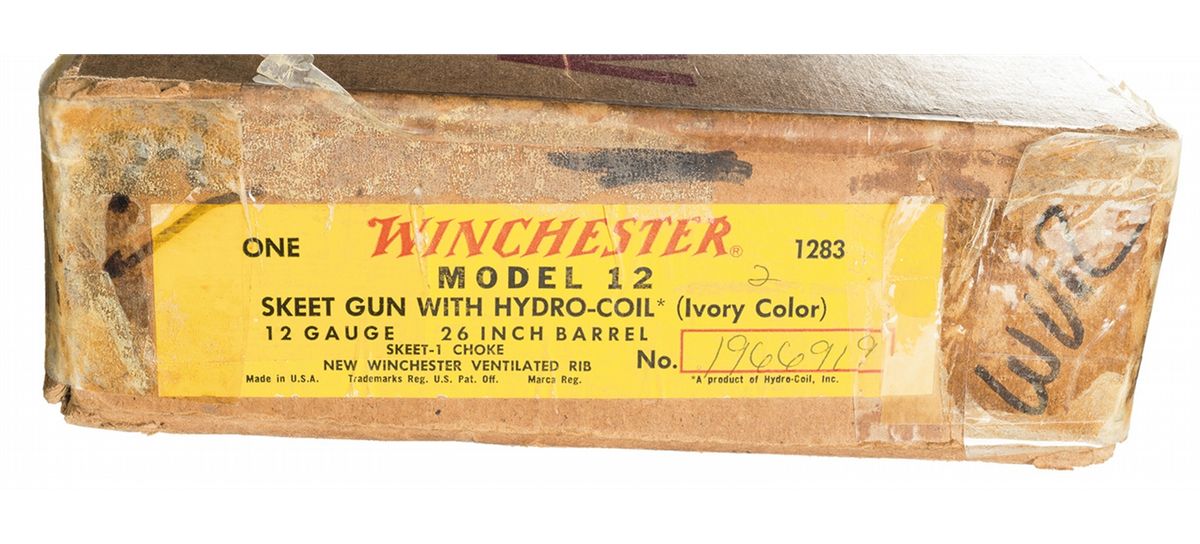 ONE WINCHESTER® 1283
MODEL 12 2
SKEET GUN WITH HYDRO-COIL* (Ivory Color)
12 GAUGE 26 INCH BARREL
SKEET-1 CHOKE
NEW WINCHESTER VENTILATED RIB
No. 1966919
Made in U.S.A. Trademarks Reg. U.S. Pat. Off. Marca Reg. *A product of Hydro-Coil, Inc.